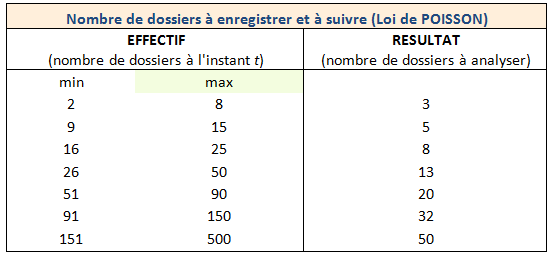 Nombre de dossiers à enregistrer et à suivre (Loi de POISSON)
EFFECTIF RESULTAT
(nombre de dossiers à l'instant t) (nombre de dossiers à analyser)
min max
2 8 3
9 15 5
16 25 8
26 50 13
51 90 20
91 150 32
151 500 50